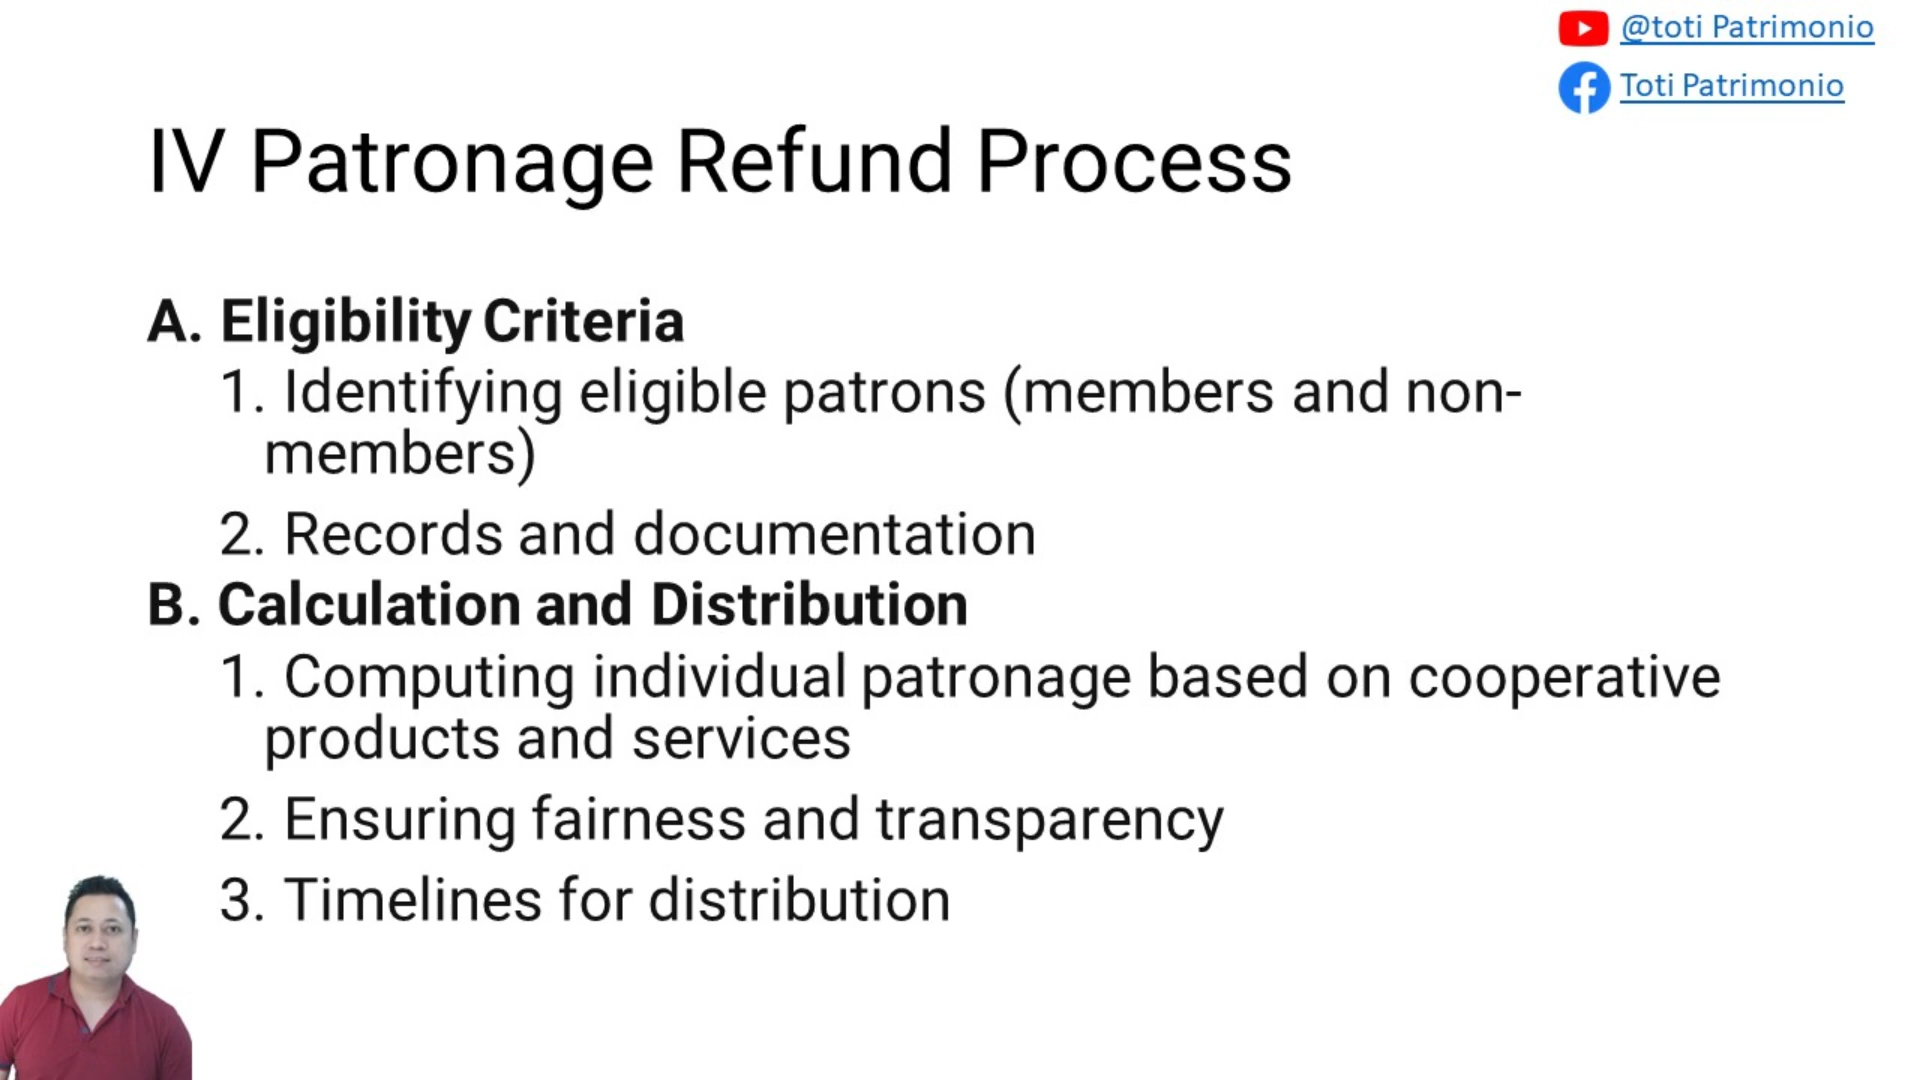 @toti Patrimonio
Toti Patrimonio
IV Patronage Refund Process
A. Eligibility Criteria
1. Identifying eligible patrons (members and non-
members)
2. Records and documentation
B. Calculation and Distribution
1. Computing individual patronage based on cooperative
products and services
2. Ensuring fairness and transparency
3. Timelines for distribution